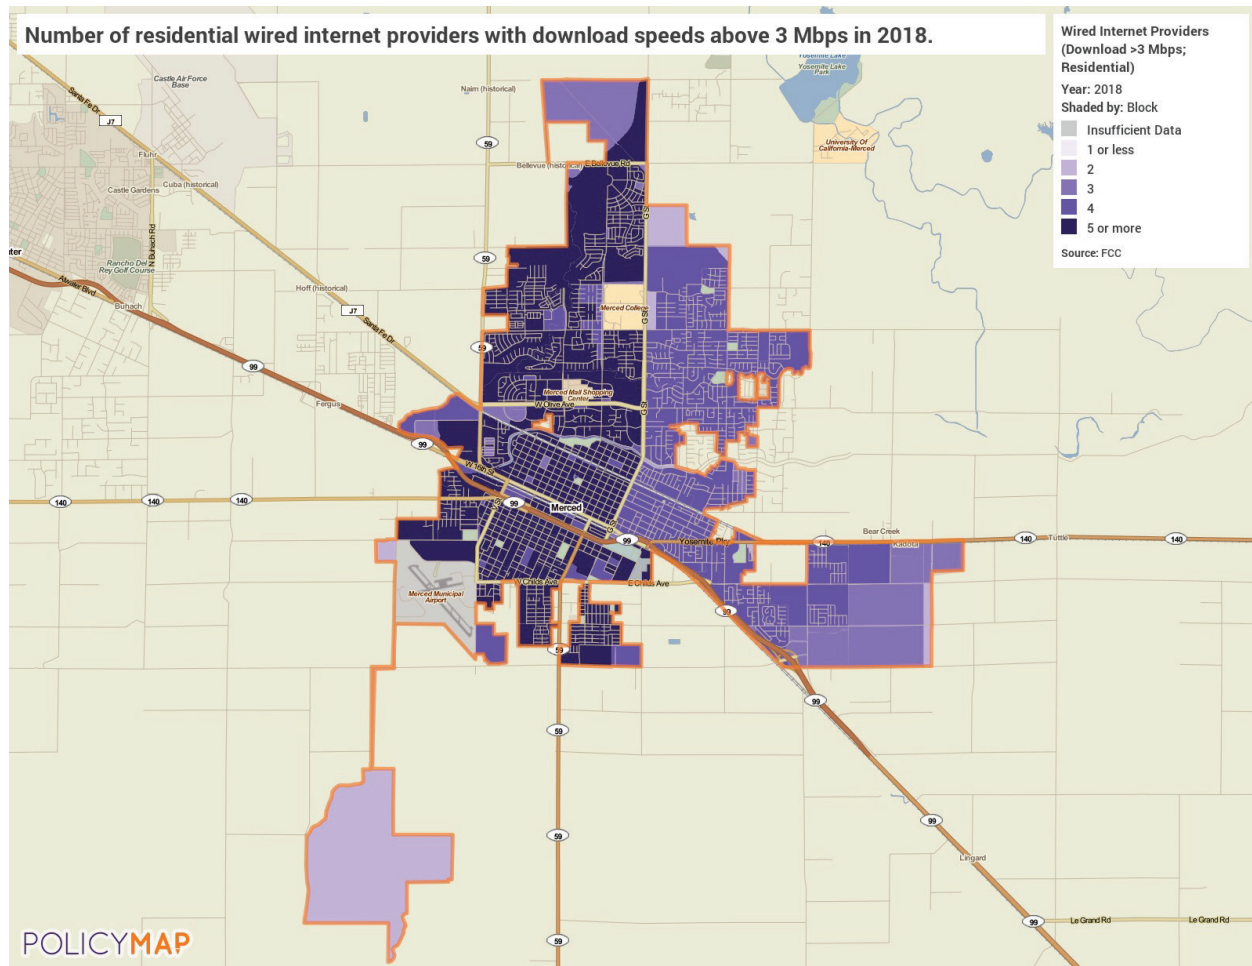 Number of residential wired internet providers with download speeds above 3 Mbps in 2018.
Wired Internet Providers
(Download >3 Mbps;
Residential)
Year: 2018
Shaded by: Block
Insufficient Data
1 or less
2
3
4
5 or more
Source: FCC
Castle Air Force
Base
Santa Fe Dr
J7
Fluhr
Castle Gardens
Cuba (historical)
N Buhach Rd
Rancho Del
Rey Golf Course
Atwater Blvd
Buhach
99
Nairn (historical)
59
Bellevue (historical)
E Bellevue Rd
G St
Yosemite Lake
Yosemite Lake
Park
University Of
California-Merced
59
Hoff (historical)
J7
Santa Fe Dr
Merced College
G St
59
Merced Mall Shopping
Center
W Olive Ave
G St
Fergus
99
W 16th St
140
140
140
99
Merced
G St
99
Yosemite Pkwy
140
Bear Creek
140
Tuttle
140
Merced Municipal
Airport
W Childs Ave
E Childs Ave
99
59
99
59
59
99
Lingard
99
Le Grand Rd
Le Grand Rd
59
POLICYMAP